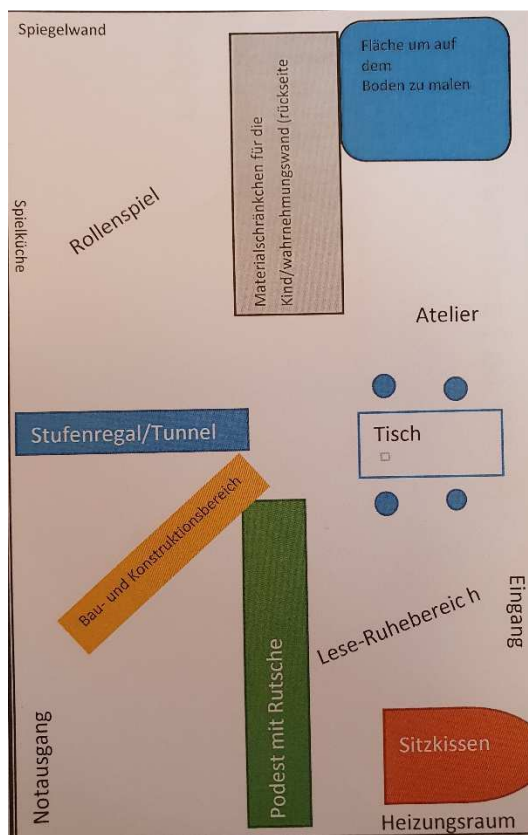 Spiegelwand
Fläche um auf
dem
Boden zu malen
Materialschränkchen für die
Kind/wahrnehmungswand (rückseite
Spielküche
Rollenspiel
Atelier
Stufenregal/Tunnel
Tisch
Bau- und Konstruktionsbereich
Podest mit Rutsche
Lese-Ruhebereic h
Eingang
Notausgang
Sitzkissen
Heizungsraum